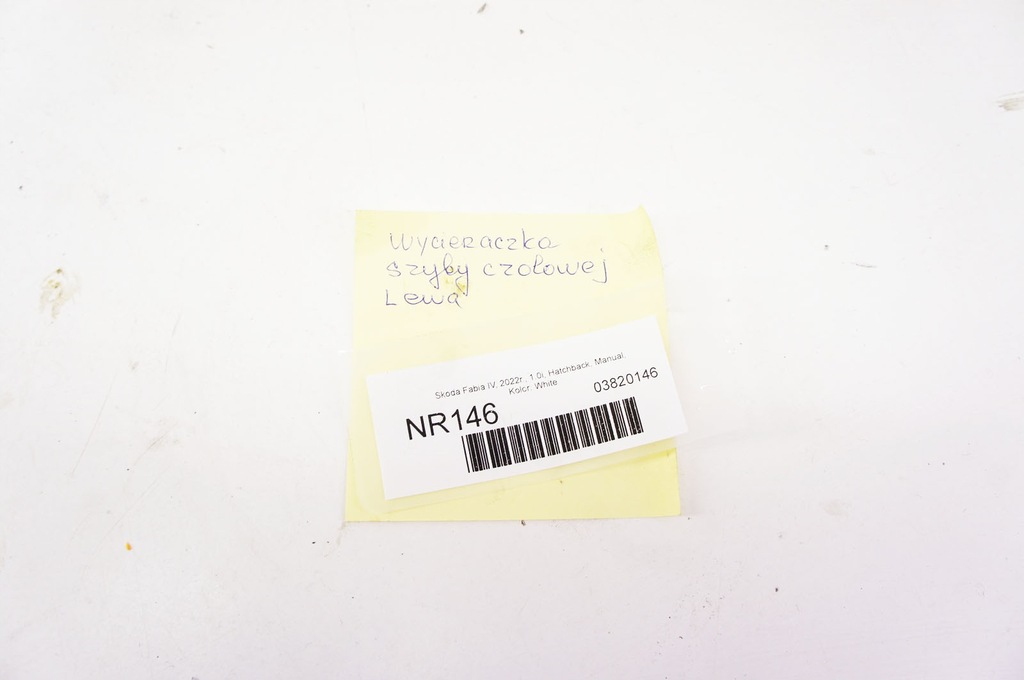 Wycieraczka
szyby czołowej
Lewa
Skoda Fabia IV, 2022r., 1.0i, Hatchback, Manual,
Kolor: White
NR146
03820146